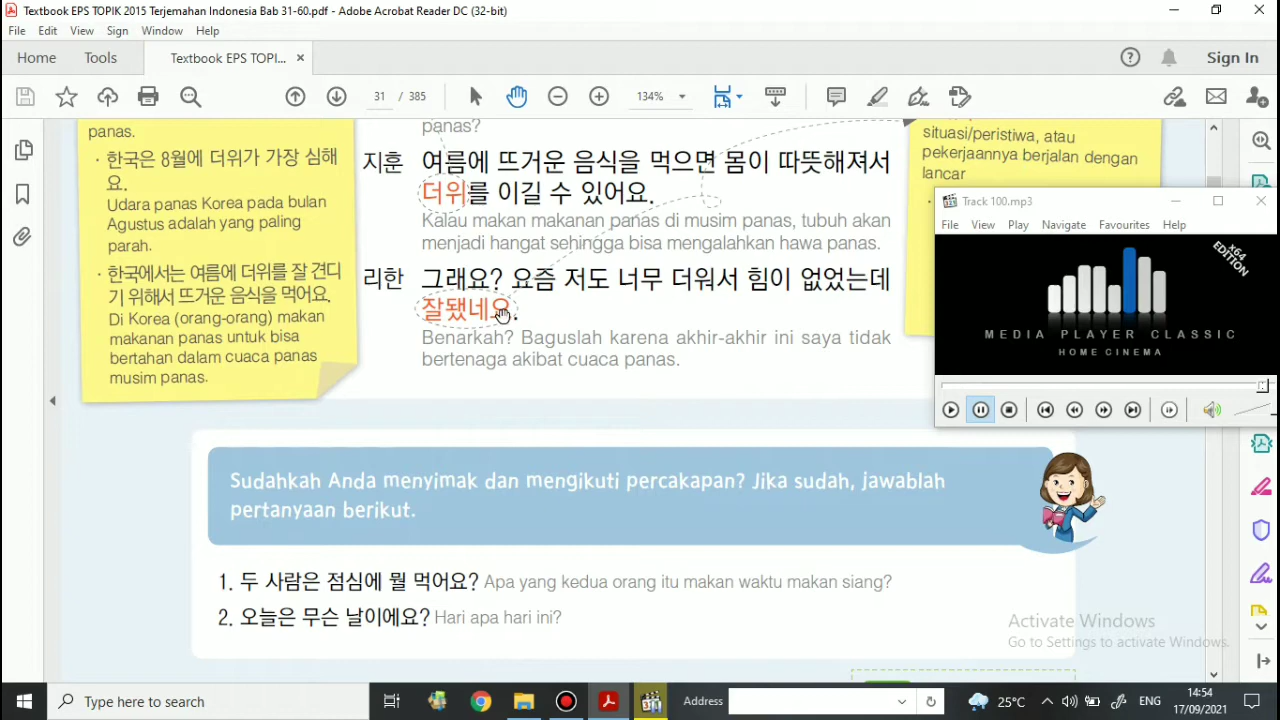 Textbook EPS TOPIK 2015 Terjemahan Indonesia Bab 31-60.pdf - Adobe Acrobat Reader DC (32-bit)
File Edit View Sign Window Help
Home Tools Textbook EPS TOPI... × Sign In
31 / 385 134%
panas.
· 한국은 8월에 더위가 가장 심해
요.
Udara panas Korea pada bulan
Agustus adalah yang paling
parah.
· 한국에서는 여름에 더위를 잘 견디
기 위해서 뜨거운 음식을 먹어요.
Di Korea (orang-orang) makan
makanan panas untuk bisa
bertahan dalam cuaca panas
musim panas.
panas?
지훈 여름에 뜨거운 음식을 먹으면 몸이 따뜻해져서
더위를 이길 수 있어요.
Kalau makan makanan panas di musim panas, tubuh akan
menjadi hangat sehingga bisa mengalahkan hawa panas.
리한 그래요? 요즘 저도 너무 더워서 힘이 없었는데
잘됐네요.
Benarkah? Baguslah karena akhir-akhir ini saya tidak
bertenaga akibat cuaca panas.
situasi/peristiwa, atau
pekerjaannya berjalan dengan
lancar
Track 100.mp3
File View Play Navigate Favourites Help
x64
EDITION
MEDIA PLAYER CLASSIC
HOME CINEMA
Sudahkah Anda menyimak dan mengikuti percakapan? Jika sudah, jawablah
pertanyaan berikut.
1. 두 사람은 점심에 뭘 먹어요? Apa yang kedua orang itu makan waktu makan siang?
2. 오늘은 무슨 날이에요? Hari apa hari ini?
Activate Windows
Go to Settings to activate Windows.
Type here to search
Address
25°C
ENG
14:54
17/09/2021